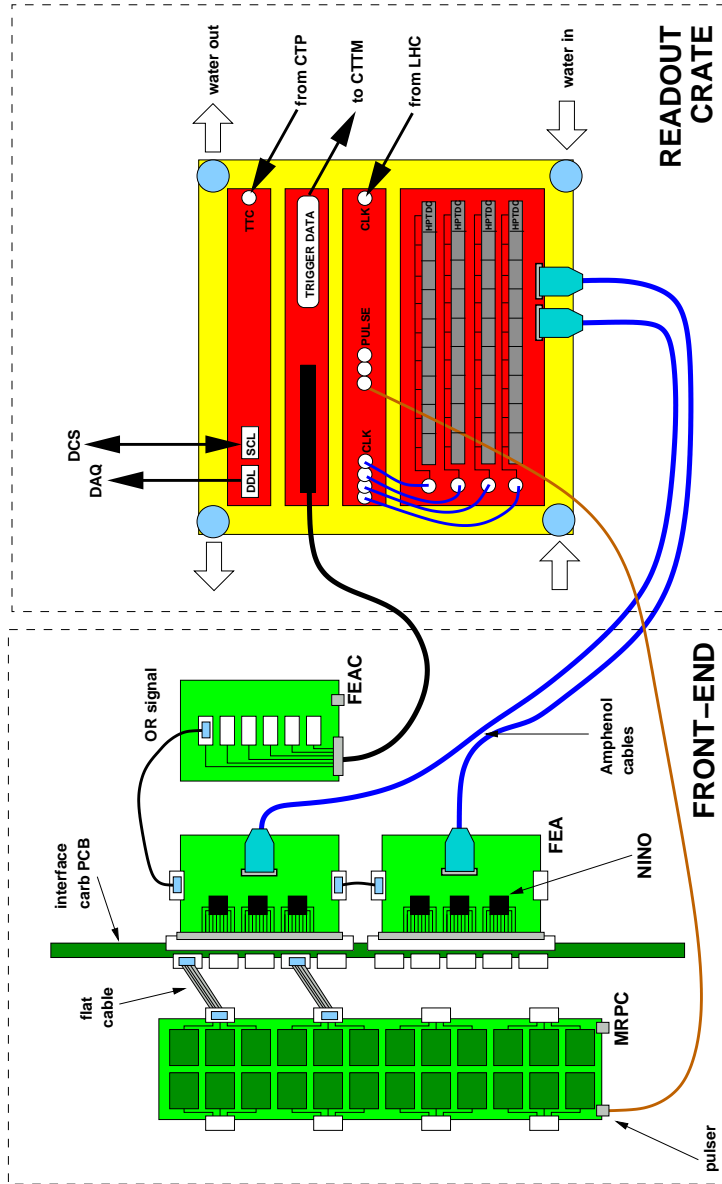 water out
from CTP
to CTTM
from LHC
water in
READOUT
CRATE
TTC
TRIGGER DATA
CLK
HPTDC
HPTDC
HPTDC
HPTDC
PULSE
CLK
DCS
DAQ
SCL
DDL
OR signal
FEAC
Amphenol
cables
FRONT-END
interface
carb PCB
FEA
NINO
flat
cable
MRPC
pulser